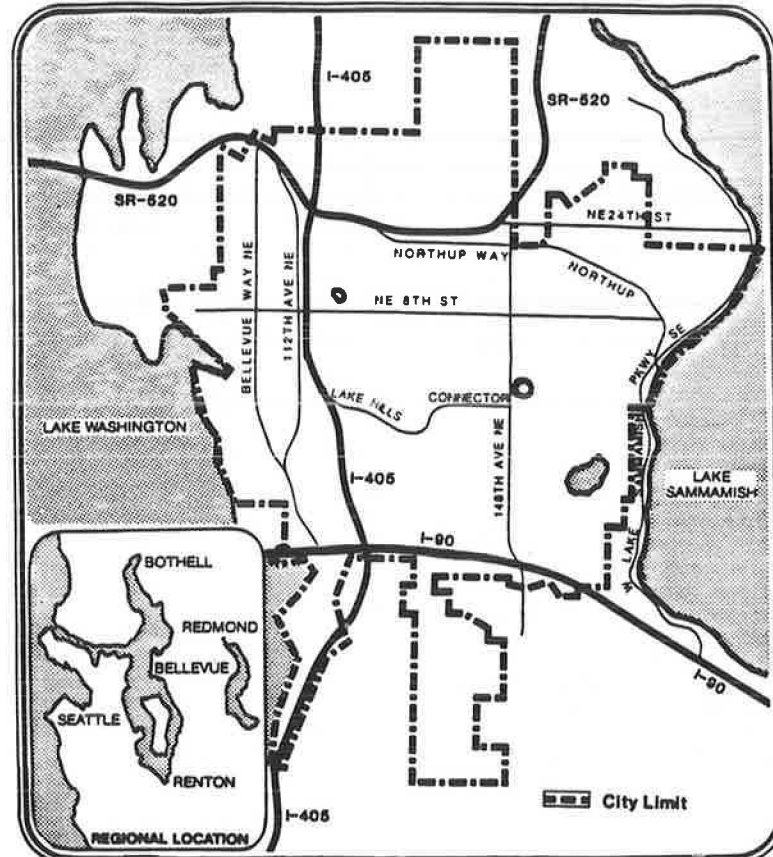 I-405
SR-520
SR-520
NE 24TH ST
NORTHUP WAY
NORTHUP
BELLEVUE WAY NE
112TH AVE NE
NE 8TH ST
PKWY SE
LAKE HILLS CONNECTOR
LAKE WASHINGTON
148TH AVE NE
SAMMAMISH
LAKE
SAMMAMISH
I-405
I-90
W LAKE
BOTHELL
REDMOND
BELLEVUE
SEATTLE
RENTON
REGIONAL LOCATION
I-90
I-405
City Limit